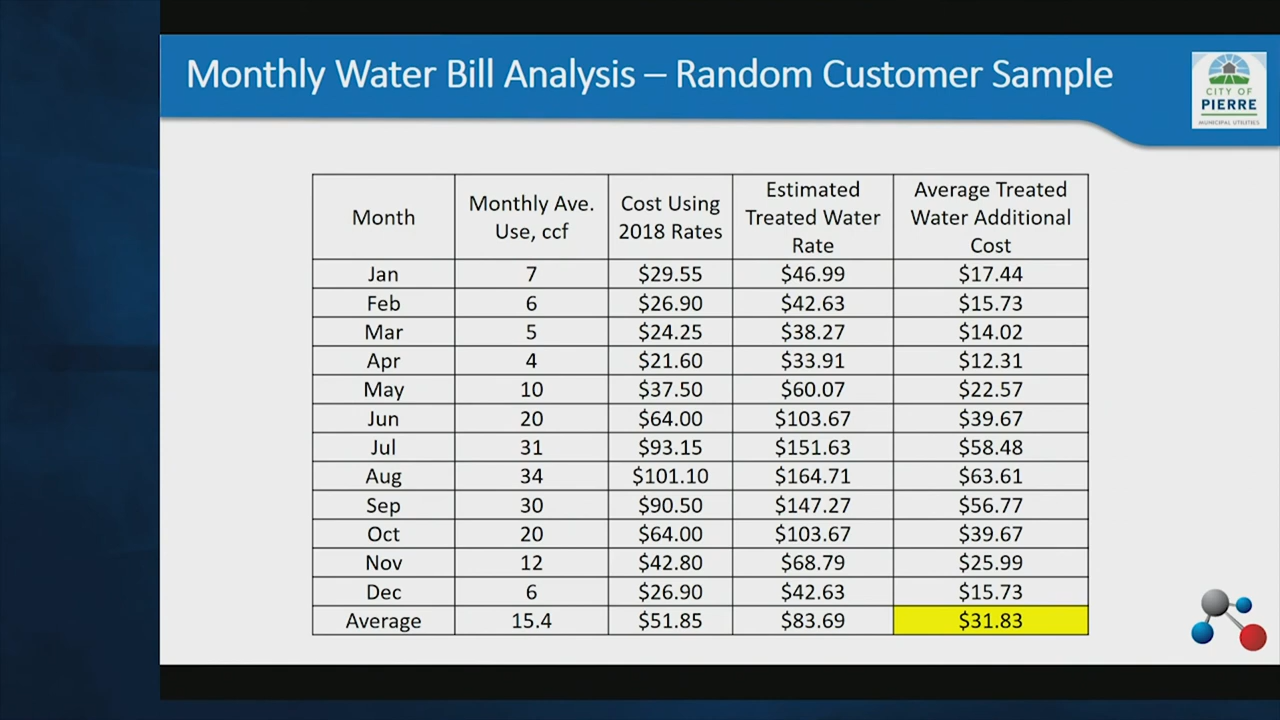 Monthly Water Bill Analysis – Random Customer Sample
CITY OF
PIERRE
MUNICIPAL UTILITIES
Month | Monthly Ave. Use, ccf | Cost Using 2018 Rates | Estimated Treated Water Rate | Average Treated Water Additional Cost
Jan | 7 | $29.55 | $46.99 | $17.44
Feb | 6 | $26.90 | $42.63 | $15.73
Mar | 5 | $24.25 | $38.27 | $14.02
Apr | 4 | $21.60 | $33.91 | $12.31
May | 10 | $37.50 | $60.07 | $22.57
Jun | 20 | $64.00 | $103.67 | $39.67
Jul | 31 | $93.15 | $151.63 | $58.48
Aug | 34 | $101.10 | $164.71 | $63.61
Sep | 30 | $90.50 | $147.27 | $56.77
Oct | 20 | $64.00 | $103.67 | $39.67
Nov | 12 | $42.80 | $68.79 | $25.99
Dec | 6 | $26.90 | $42.63 | $15.73
Average | 15.4 | $51.85 | $83.69 | $31.83